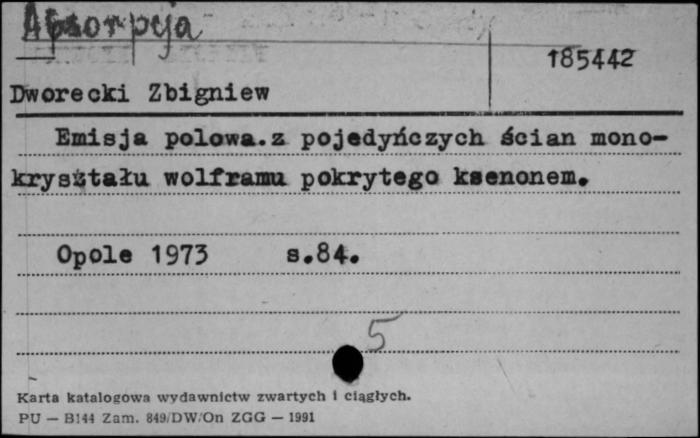 Absorpcja
185442
Dworecki Zbigniew
Emisja polowa.z pojedyńczych ścian mono-
kryształu wolframu pokrytego ksenonem.
Opole 1973 s.84.
5
Karta katalogowa wydawnictw zwartych i ciągłych.
PU — B144 Zam. 849/DW/On ZGG — 1991